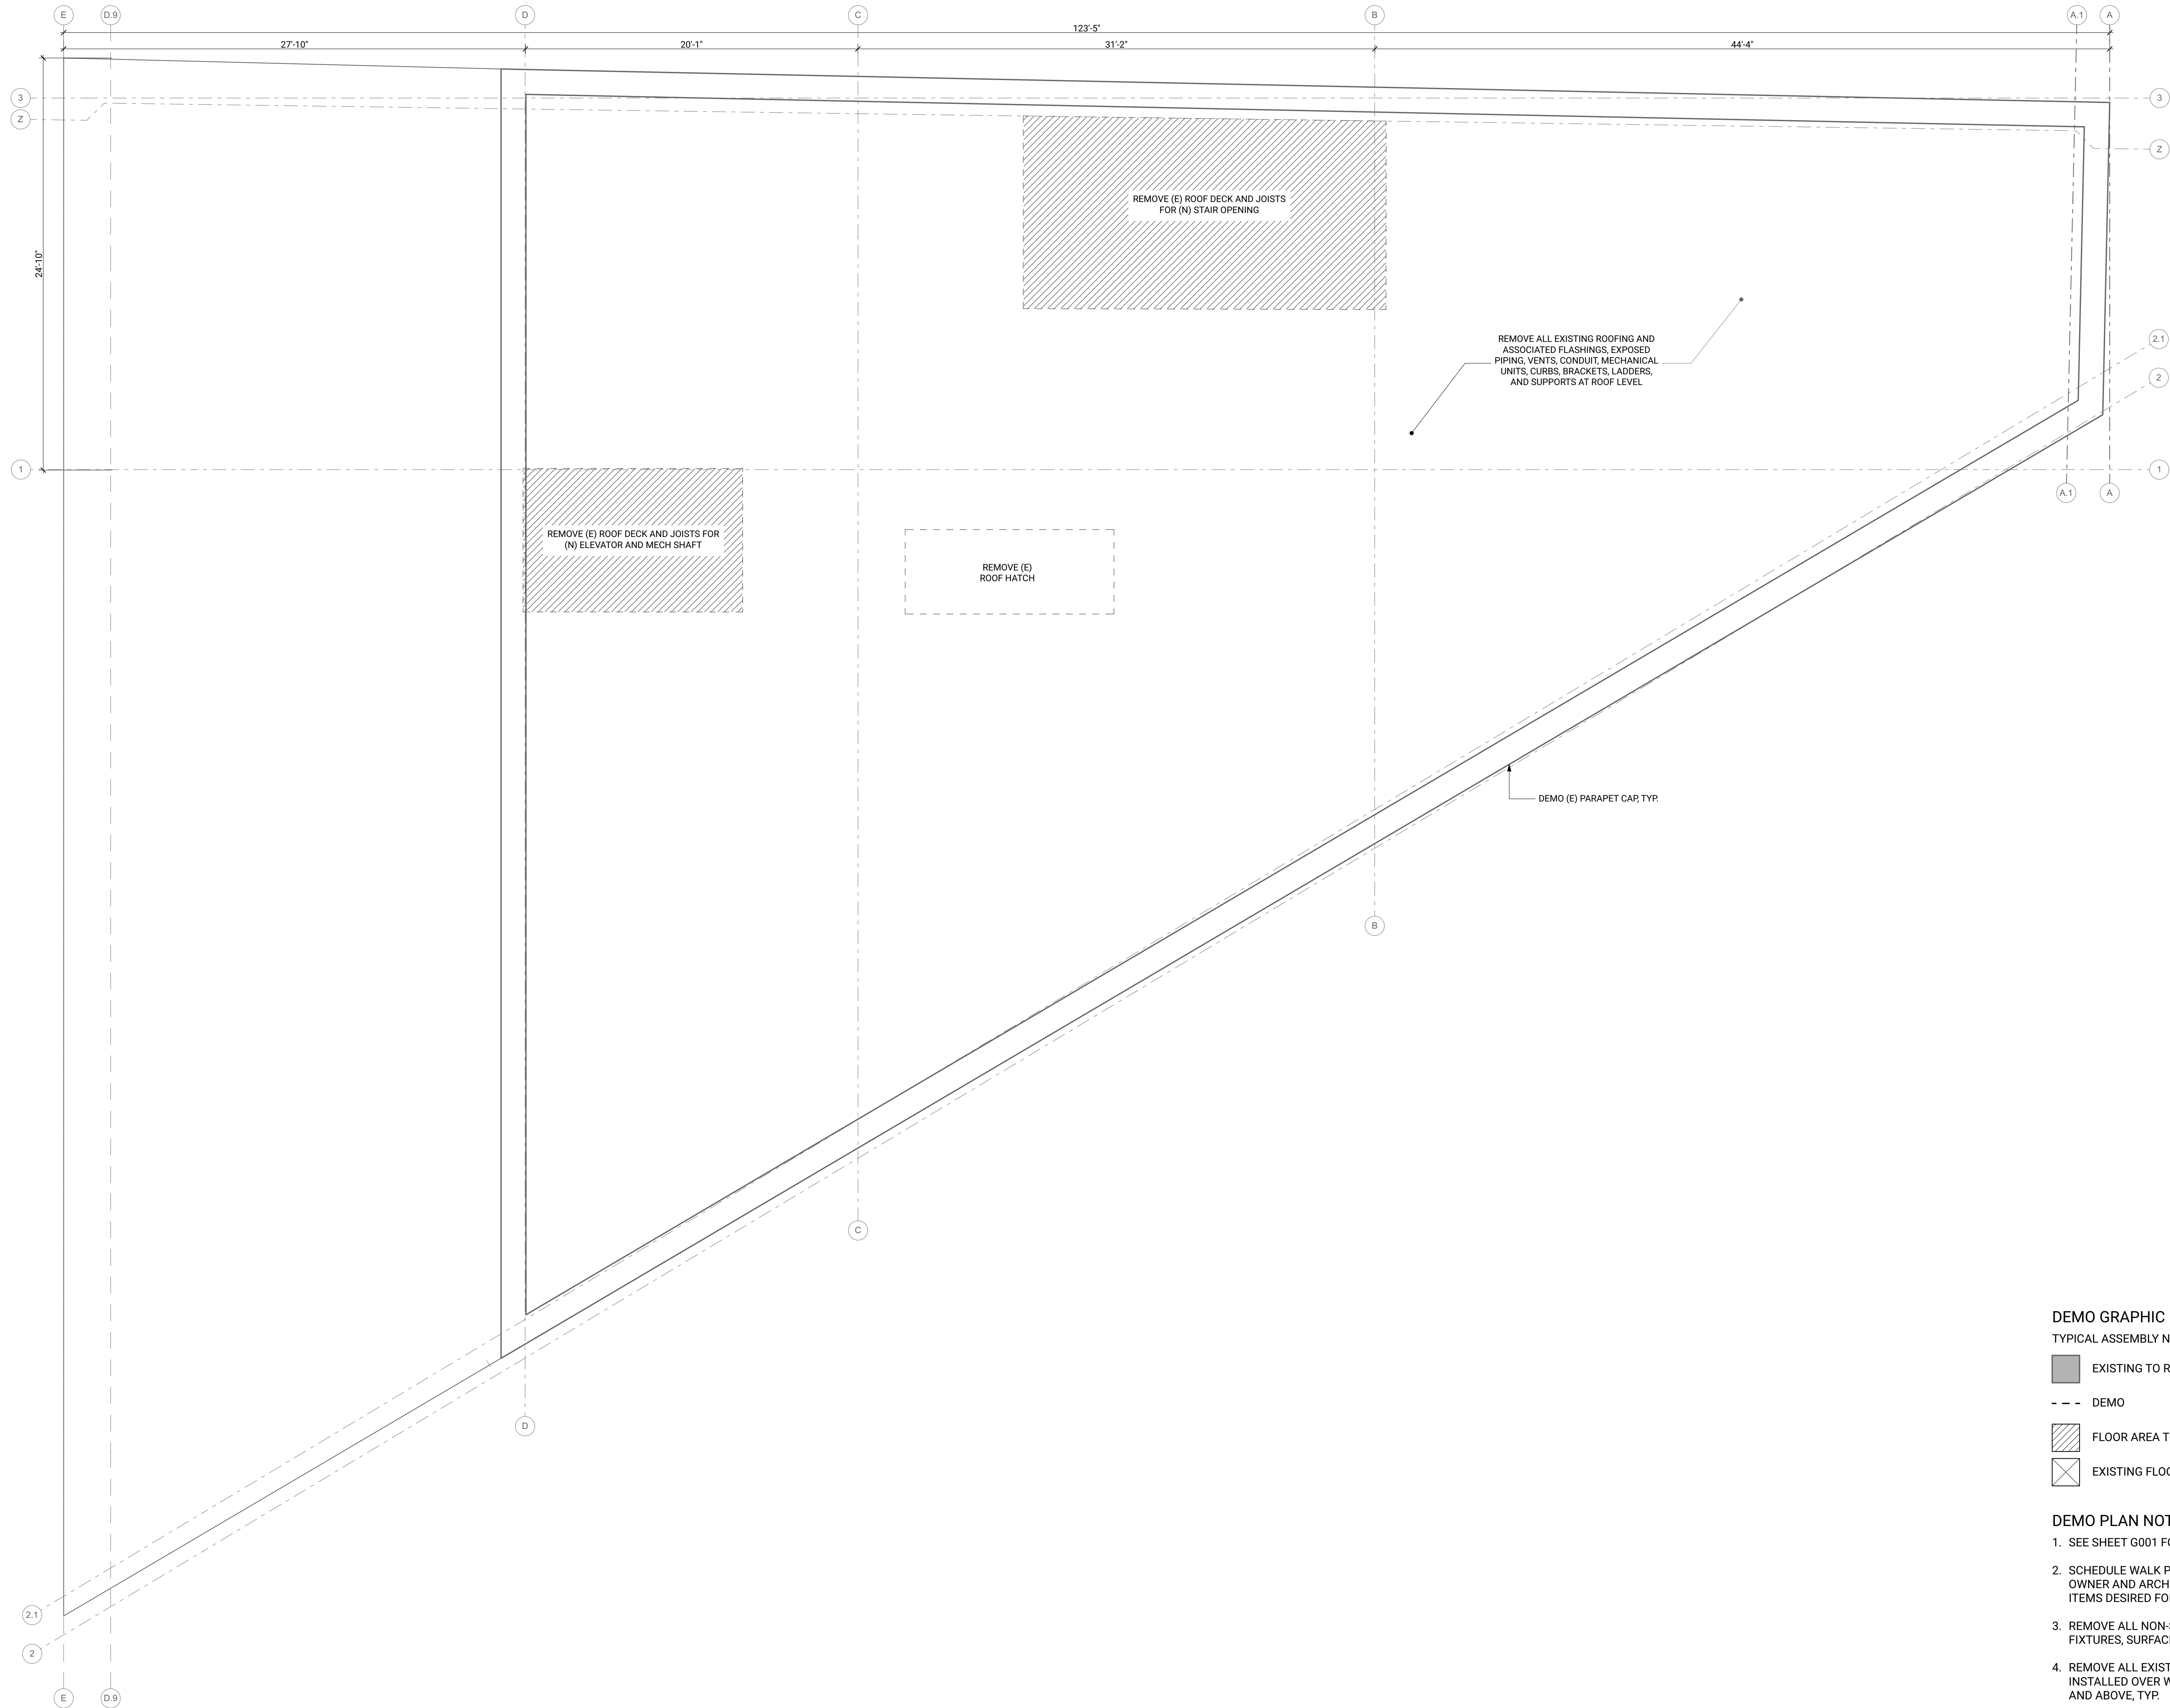 E
D.9
D
C
B
A.1
A
123'-5"
27'-10"
20'-1"
31'-2"
44'-4"
3
3
Z
Z
REMOVE (E) ROOF DECK AND JOISTS
FOR (N) STAIR OPENING
24'-10"
REMOVE ALL EXISTING ROOFING AND
ASSOCIATED FLASHINGS, EXPOSED
PIPING, VENTS, CONDUIT, MECHANICAL
UNITS, CURBS, BRACKETS, LADDERS,
AND SUPPORTS AT ROOF LEVEL
2.1
2
1
1
A.1
A
REMOVE (E) ROOF DECK AND JOISTS FOR
(N) ELEVATOR AND MECH SHAFT
REMOVE (E)
ROOF HATCH
DEMO (E) PARAPET CAP, TYP.
B
C
D
2.1
2
E
D.9
DEMO GRAPHIC
TYPICAL ASSEMBLY N
EXISTING TO R
DEMO
FLOOR AREA T
EXISTING FLOO
DEMO PLAN NOT
1. SEE SHEET G001 FO
2. SCHEDULE WALK P
OWNER AND ARCH
ITEMS DESIRED FO
3. REMOVE ALL NON-
FIXTURES, SURFAC
4. REMOVE ALL EXIST
INSTALLED OVER W
AND ABOVE, TYP.